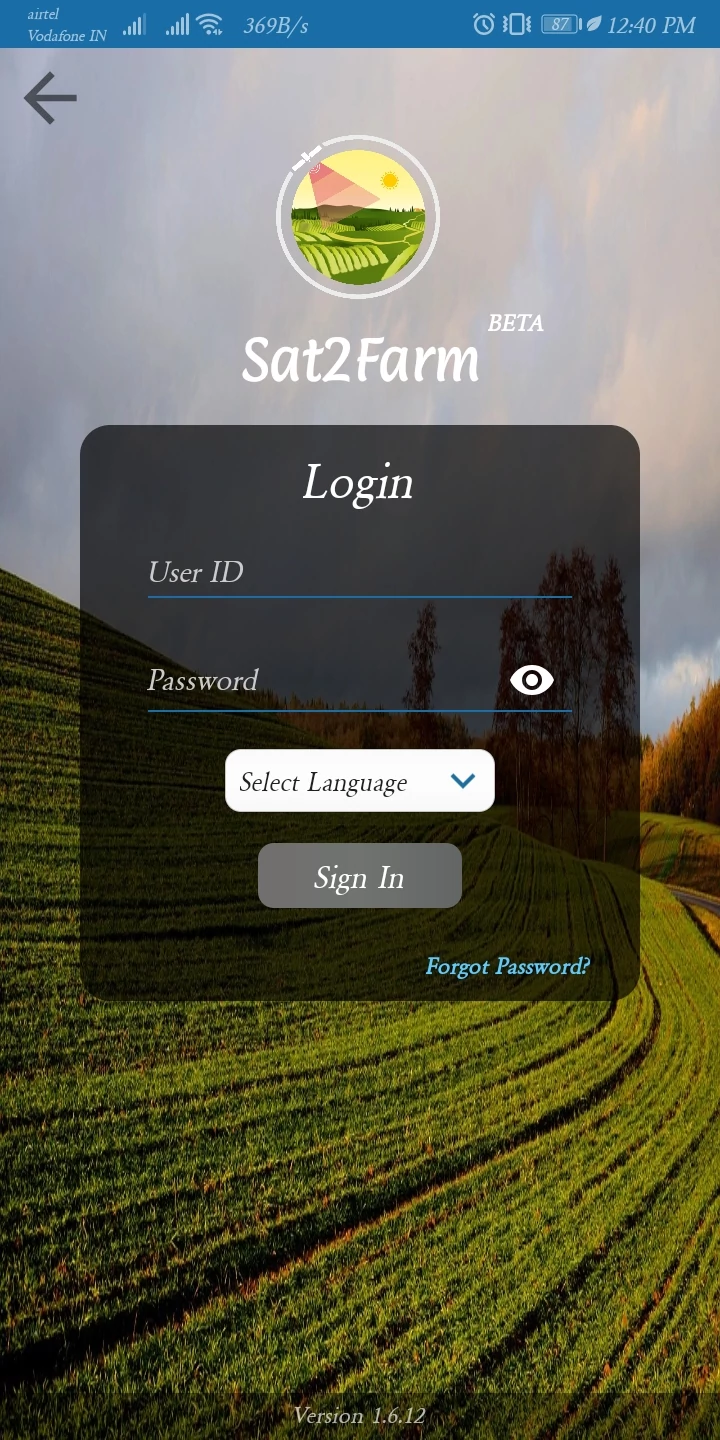 airtel
Vodafone IN 369B/s 87 12:40 PM
BETA
Sat2Farm
Login
User ID
Password
Select Language
Sign In
Forgot Password?
Version 1.6.12